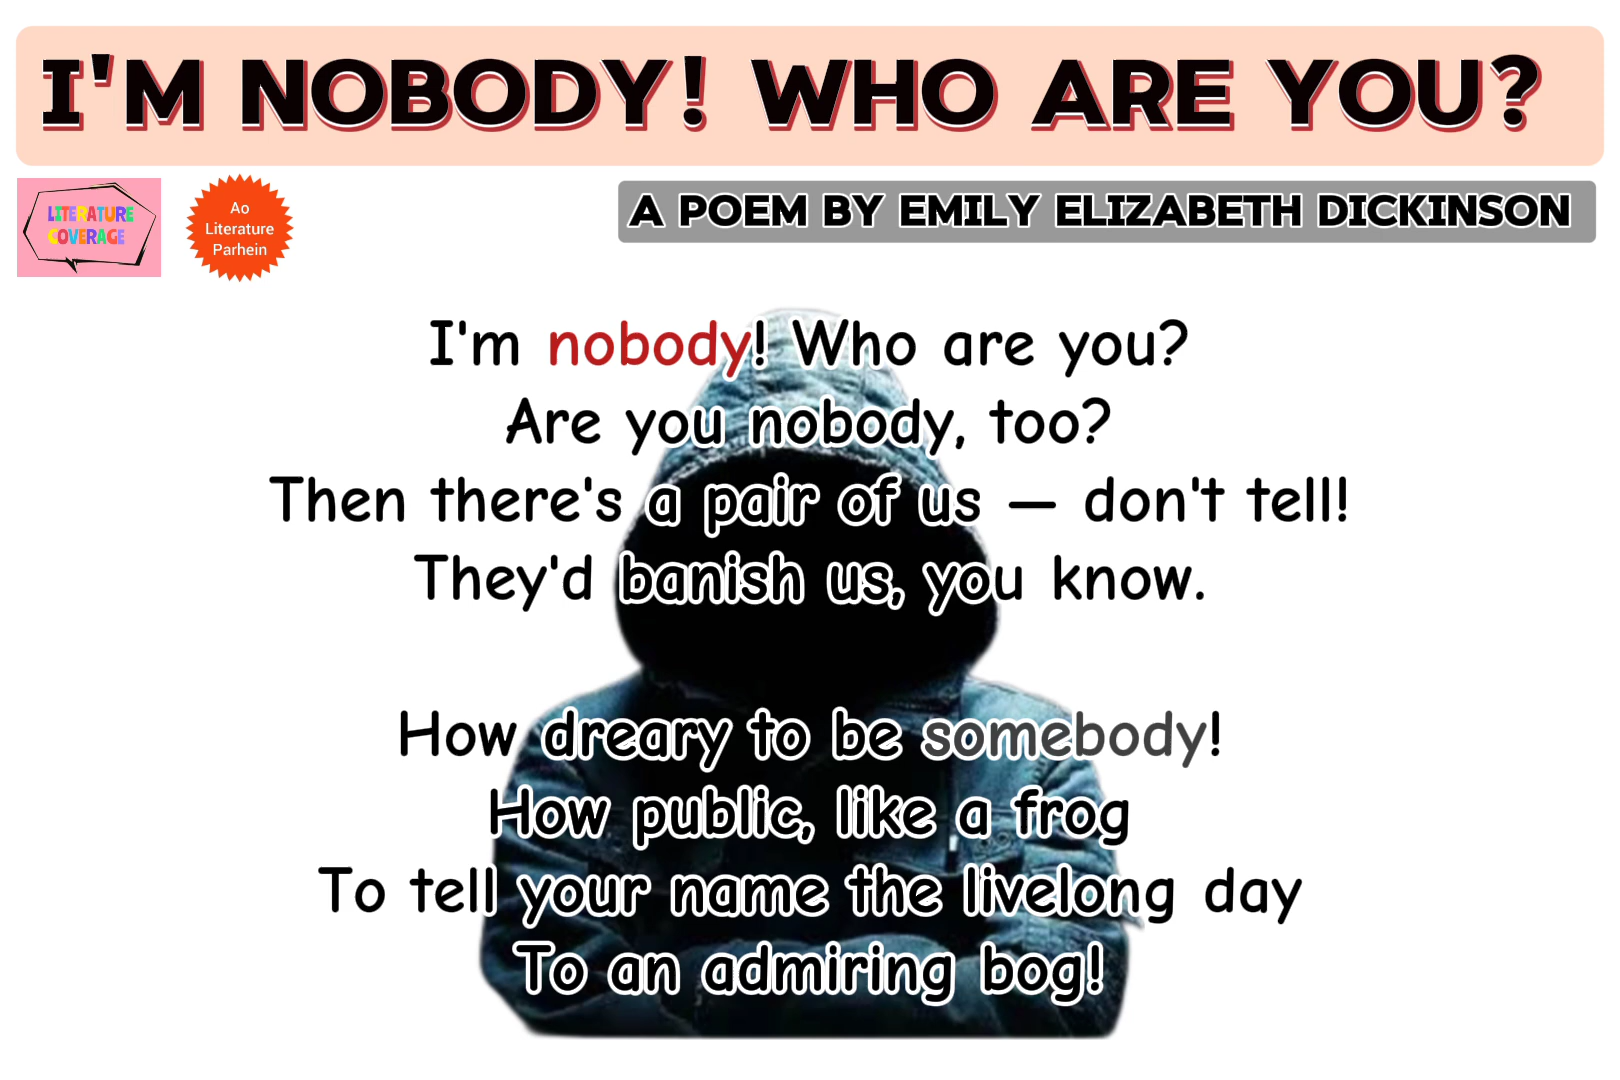 I'M NOBODY! WHO ARE YOU?
LITERATURE
COVERAGE
Ao
Literature
Parhein
A POEM BY EMILY ELIZABETH DICKINSON
I'm nobody! Who are you?
Are you nobody, too?
Then there's a pair of us — don't tell!
They'd banish us, you know.
How dreary to be somebody!
How public, like a frog
To tell your name the livelong day
To an admiring bog!